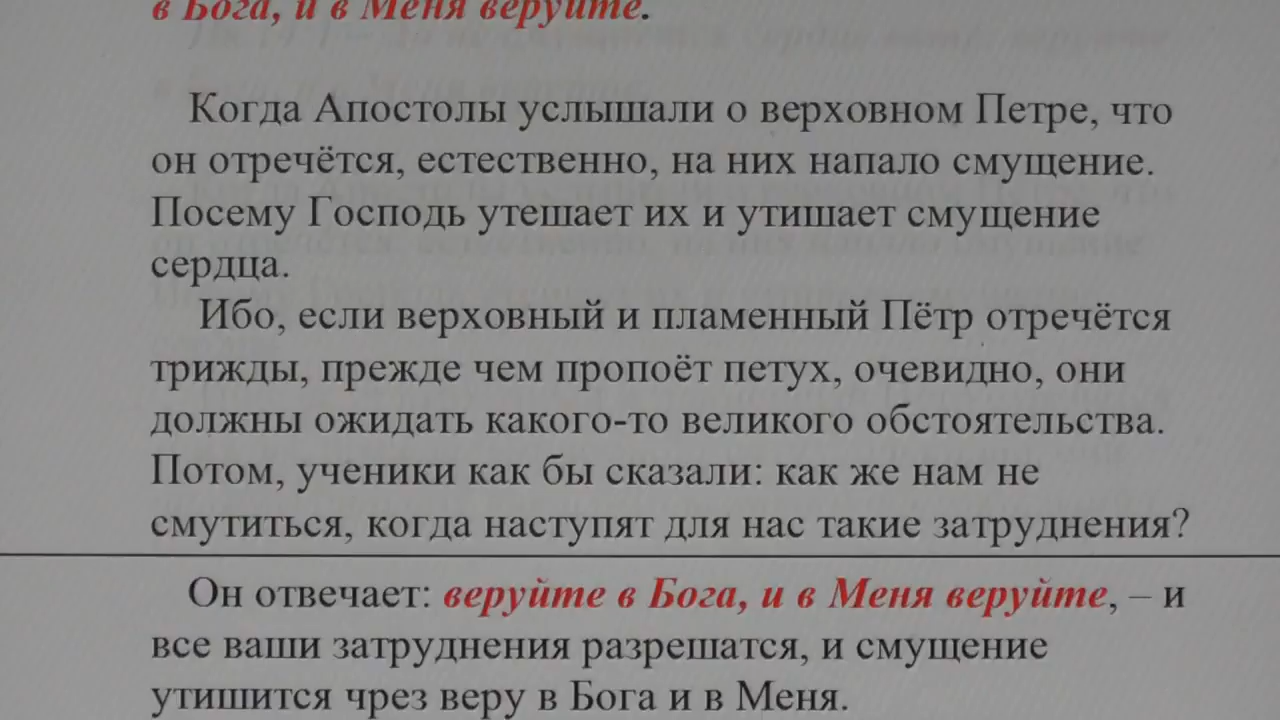 в Бога, и в Меня веруйте.
Когда Апостолы услышали о верховном Петре, что
он отречётся, естественно, на них напало смущение.
Посему Господь утешает их и утишает смущение
сердца.
Ибо, если верховный и пламенный Пётр отречётся
трижды, прежде чем пропоёт петух, очевидно, они
должны ожидать какого-то великого обстоятельства.
Потом, ученики как бы сказали: как же нам не
смутиться, когда наступят для нас такие затруднения?
Он отвечает: веруйте в Бога, и в Меня веруйте, – и
все ваши затруднения разрешатся, и смущение
утишится чрез веру в Бога и в Меня.